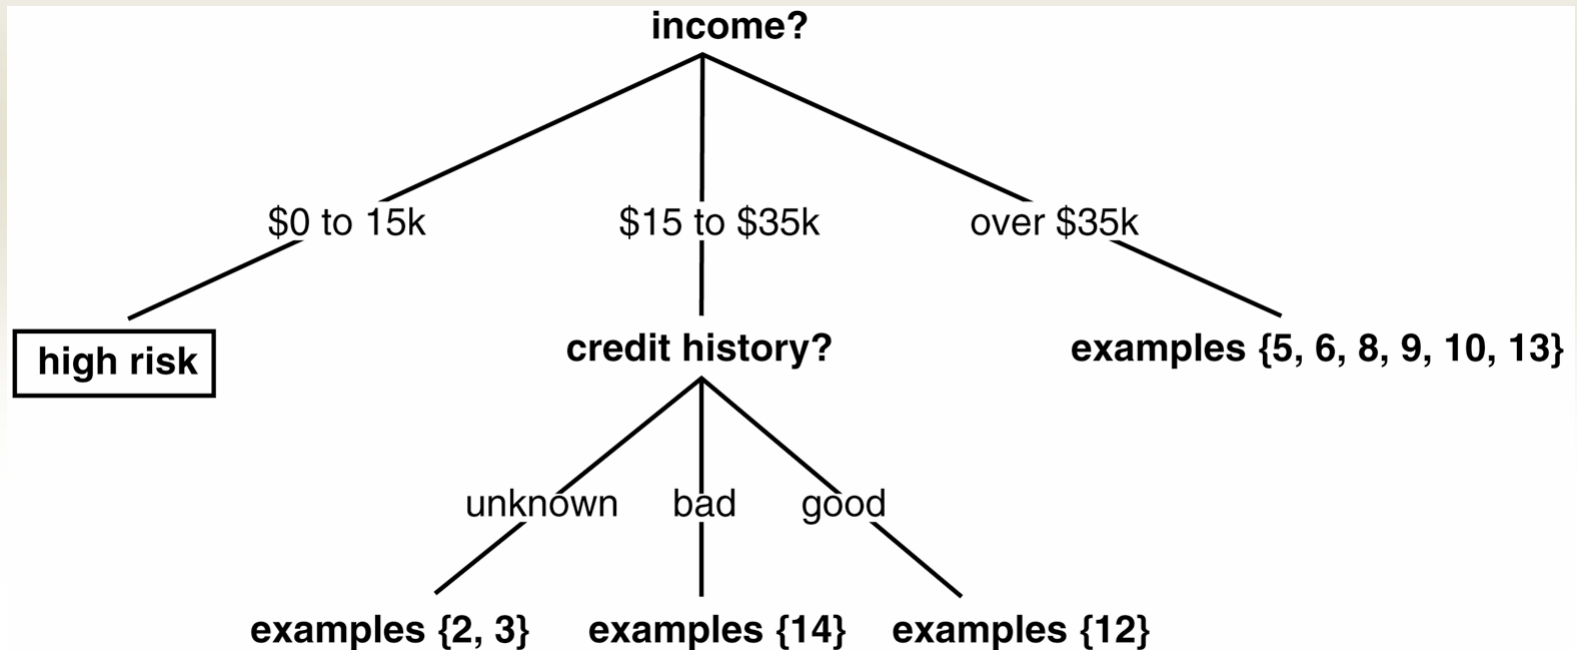 income?
$0 to 15k
$15 to $35k
over $35k
high risk
credit history?
examples {5, 6, 8, 9, 10, 13}
unknown
bad
good
examples {2, 3}
examples {14}
examples {12}